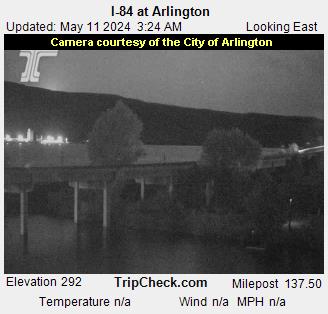 I-84 at Arlington
Updated: May 11 2024 3:24 AM Looking East
Camera courtesy of the City of Arlington
Elevation 292 TripCheck.com Milepost 137.50
Temperature n/a Wind n/a MPH n/a